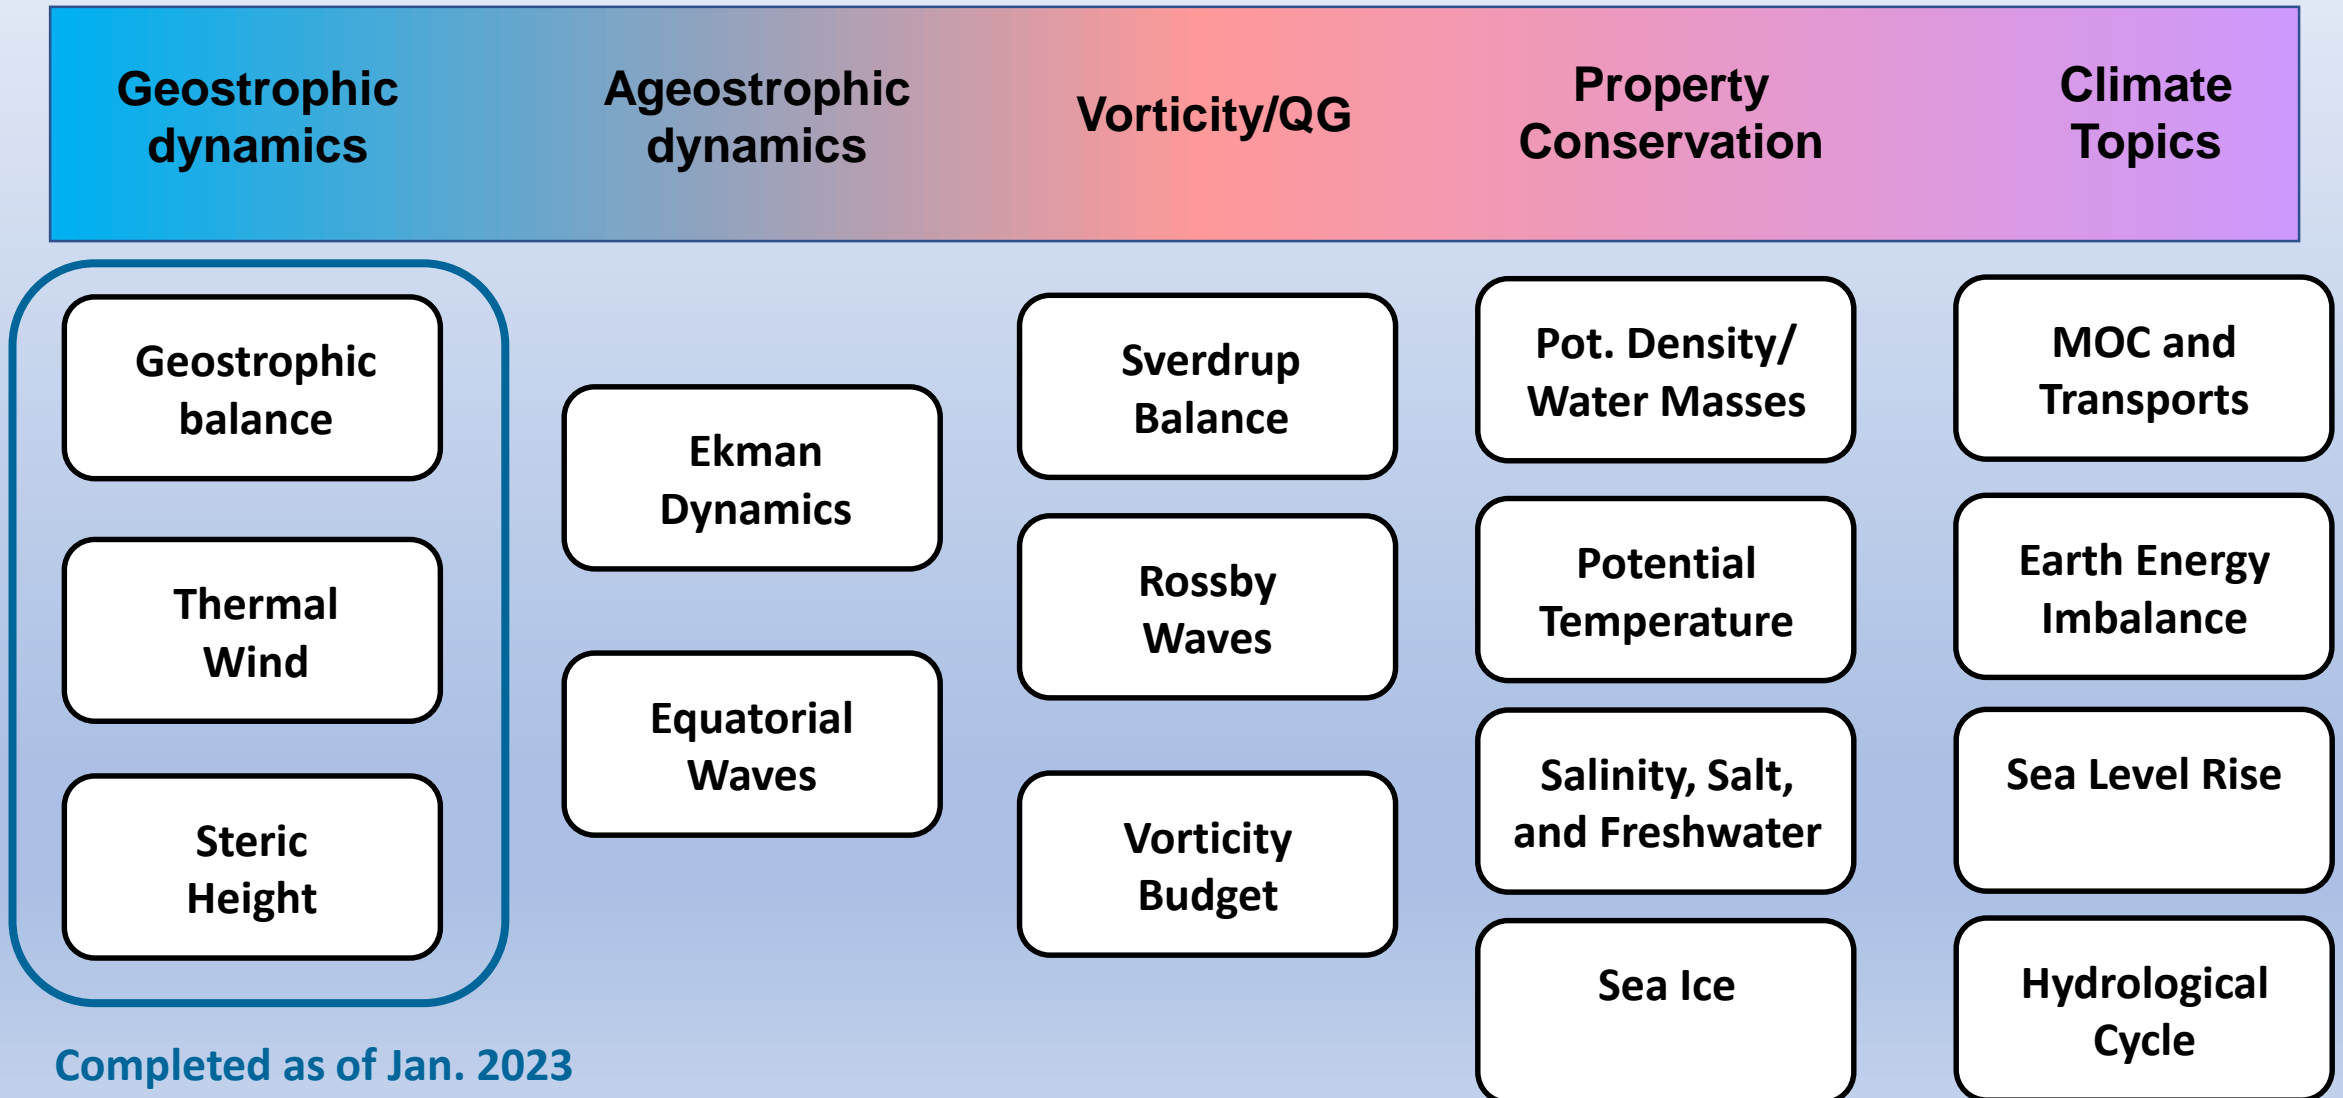 Geostrophic
dynamics
Ageostrophic
dynamics
Vorticity/QG
Property
Conservation
Climate
Topics
Geostrophic
balance
Thermal
Wind
Steric
Height
Completed as of Jan. 2023
Ekman
Dynamics
Equatorial
Waves
Sverdrup
Balance
Rossby
Waves
Vorticity
Budget
Pot. Density/
Water Masses
Potential
Temperature
Salinity, Salt,
and Freshwater
Sea Ice
MOC and
Transports
Earth Energy
Imbalance
Sea Level Rise
Hydrological
Cycle